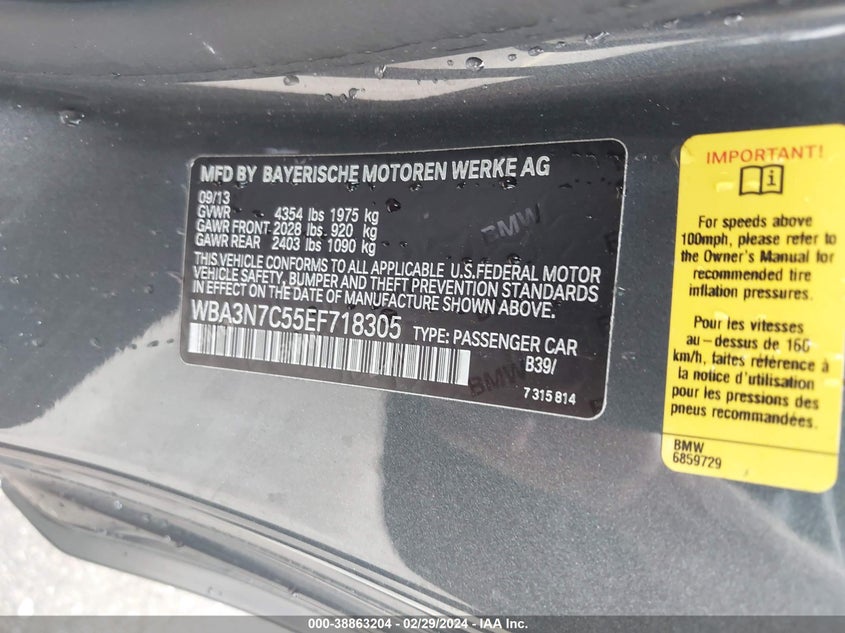 MFD BY BAYERISCHE MOTOREN WERKE AG
09/13
GVWR 4354 lbs 1975 kg
GAWR FRONT 2028 lbs. 920 kg
GAWR REAR 2403 lbs 1090 kg
THIS VEHICLE CONFORMS TO ALL APPLICABLE U.S.FEDERAL MOTOR
VEHICLE SAFETY, BUMPER AND THEFT PREVENTION STANDARDS
IN EFFECT ON THE DATE OF MANUFACTURE SHOWN ABOVE.
WBA3N7C55EF718305 TYPE: PASSENGER CAR
B39/
7 315 814
BMW
BMW
IMPORTANT!
i
For speeds above
100mph, please refer to
the Owner's Manual for
recommended tire
inflation pressures.
Pour les vitesses au
-dessus de 160
km/h, faites référence à
la notice d'utilisation
pour les pressions des
pneus recommandées.
BMW
6859729
000-38863204 - 02/29/2024 - IAA Inc.